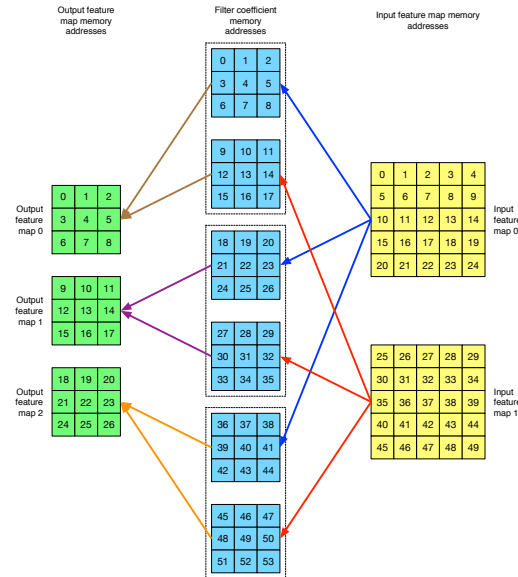 Output feature
map memory
addresses
Filter coefficient
memory
addresses
Input feature map memory
addresses
0 1 2
3 4 5
6 7 8
9 10 11
12 13 14
15 16 17
18 19 20
21 22 23
24 25 26
27 28 29
30 31 32
33 34 35
36 37 38
39 40 41
42 43 44
45 46 47
48 49 50
51 52 53
Output
feature
map 0
0 1 2
3 4 5
6 7 8
Output
feature
map 1
9 10 11
12 13 14
15 16 17
Output
feature
map 2
18 19 20
21 22 23
24 25 26
0 1 2 3 4
5 6 7 8 9
10 11 12 13 14
15 16 17 18 19
20 21 22 23 24
Input
feature
map 0
25 26 27 28 29
30 31 32 33 34
35 36 37 38 39
40 41 42 43 44
45 46 47 48 49
Input
feature
map 1